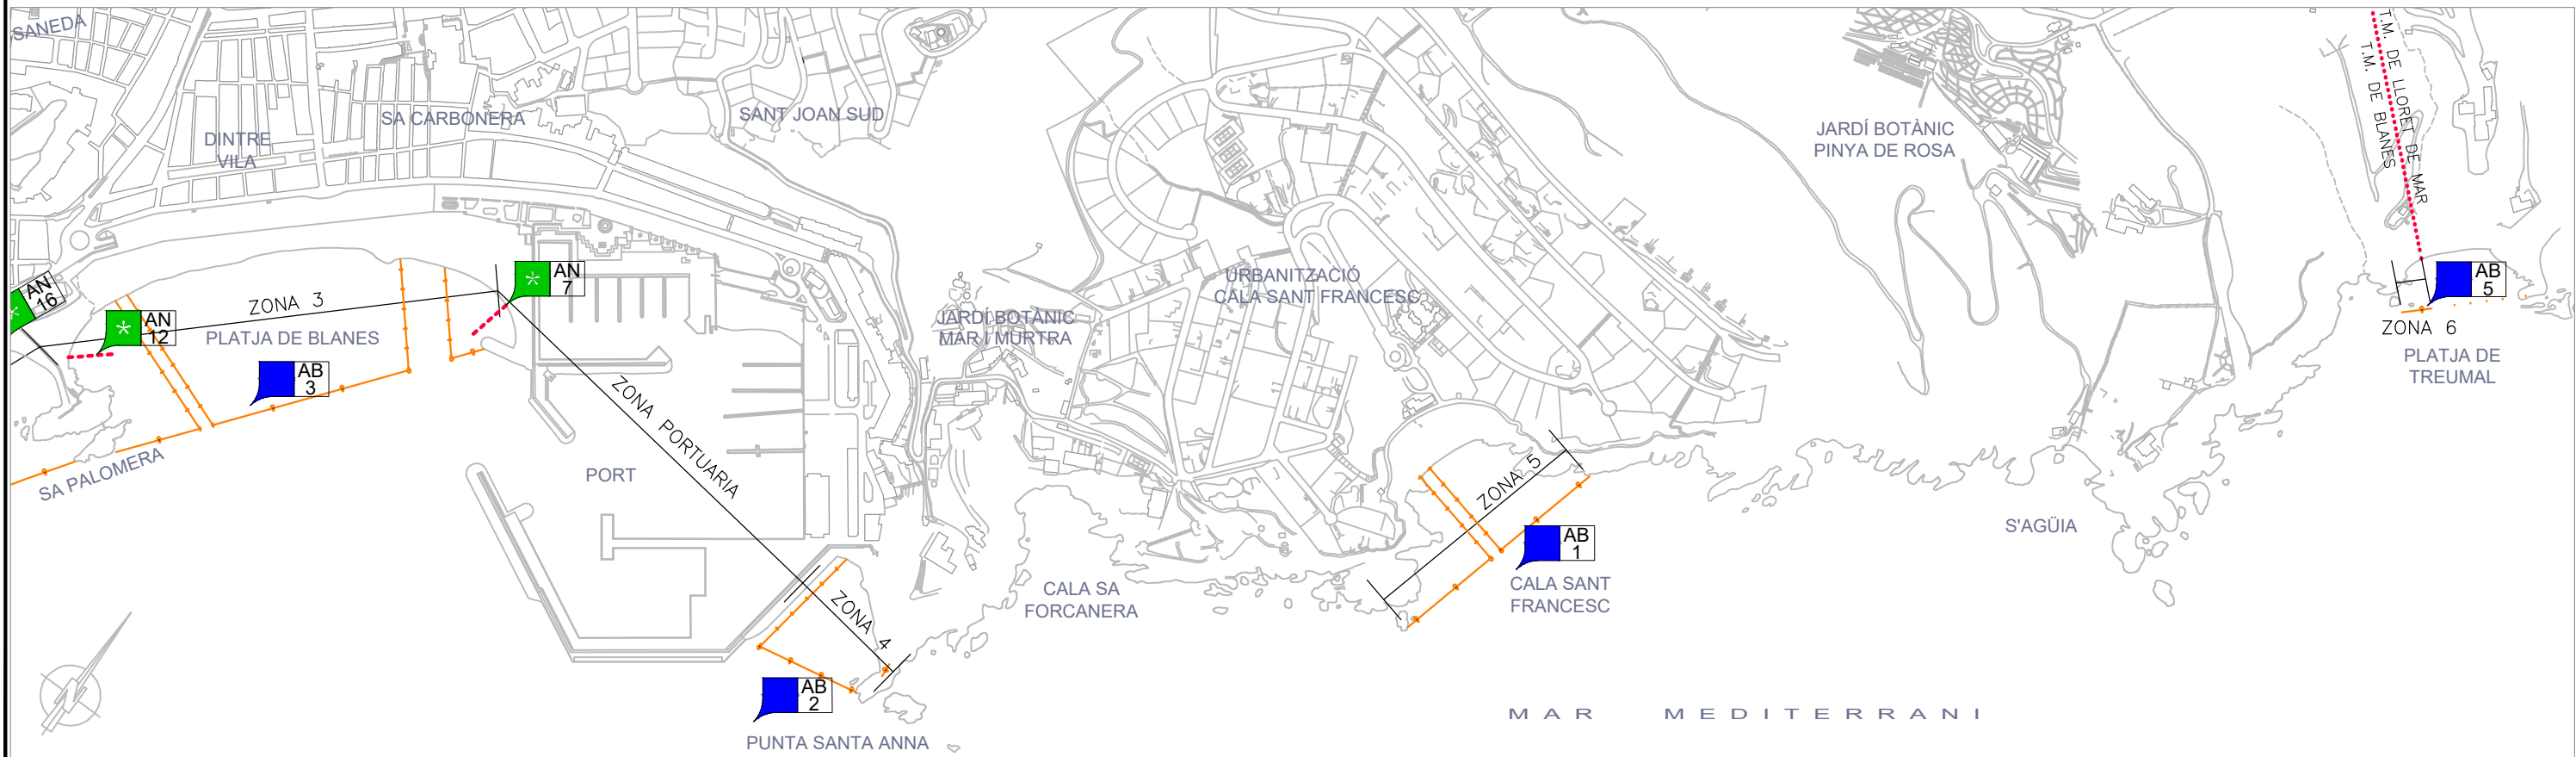 SANEDA
DINTRE
VILA
SA CARBONERA
SANT JOAN SUD
JARDÍ BOTÀNIC
PINYA DE ROSA
T.M. DE LLORET DE MAR
T.M. DE BLANES
AN
16
AN
12
ZONA 3
PLATJA DE BLANES
AN
7
AB
3
SA PALOMERA
PORT
ZONA PORTUARIA
JARDÍ BOTÀNIC
MAR I MURTRA
URBANITZACIÓ
CALA SANT FRANCESC
AB
5
ZONA 6
PLATJA DE
TREUMAL
ZONA 5
AB
1
CALA SANT
FRANCESC
S'AGÜIA
CALA SA
FORCANERA
ZONA 4
AB
2
PUNTA SANTA ANNA
MAR MEDITERRANI